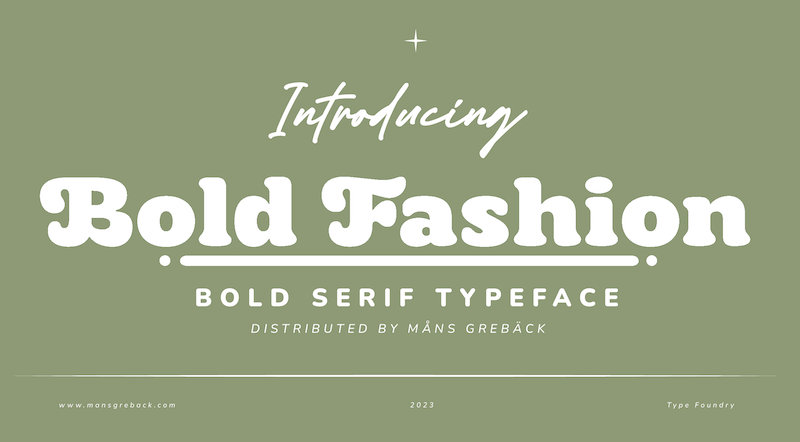 Introducing
Bold Fashion
BOLD SERIF TYPEFACE
DISTRIBUTED BY MÅNS GREBÄCK
www.mansgreback.com
2023
Type Foundry